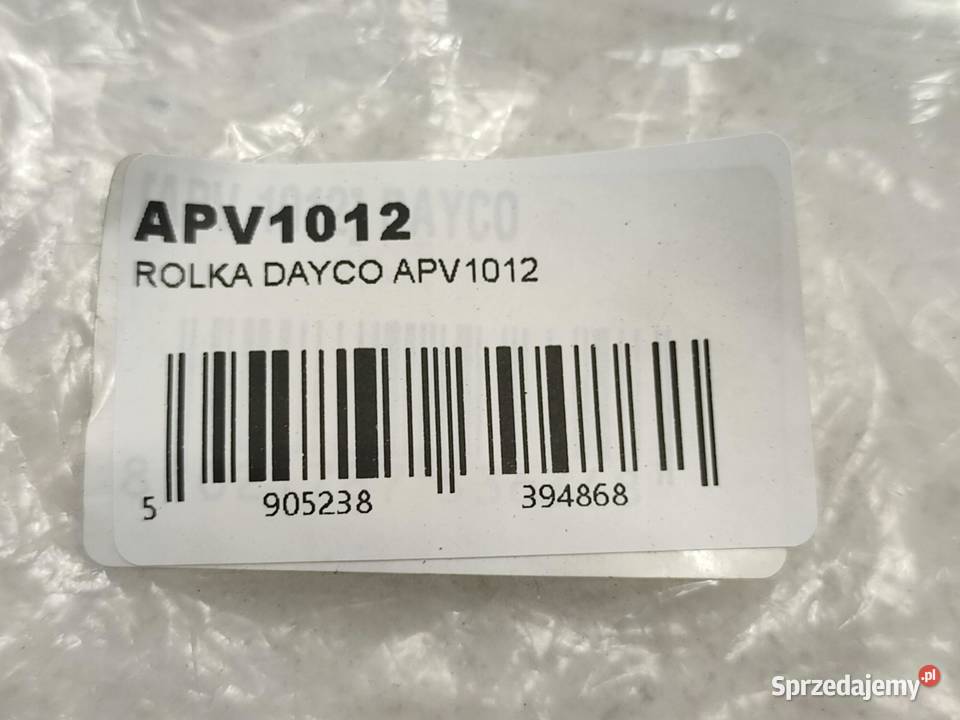 APV1012
ROLKA DAYCO APV1012
5 905238 394868
Sprzedajemy.pl